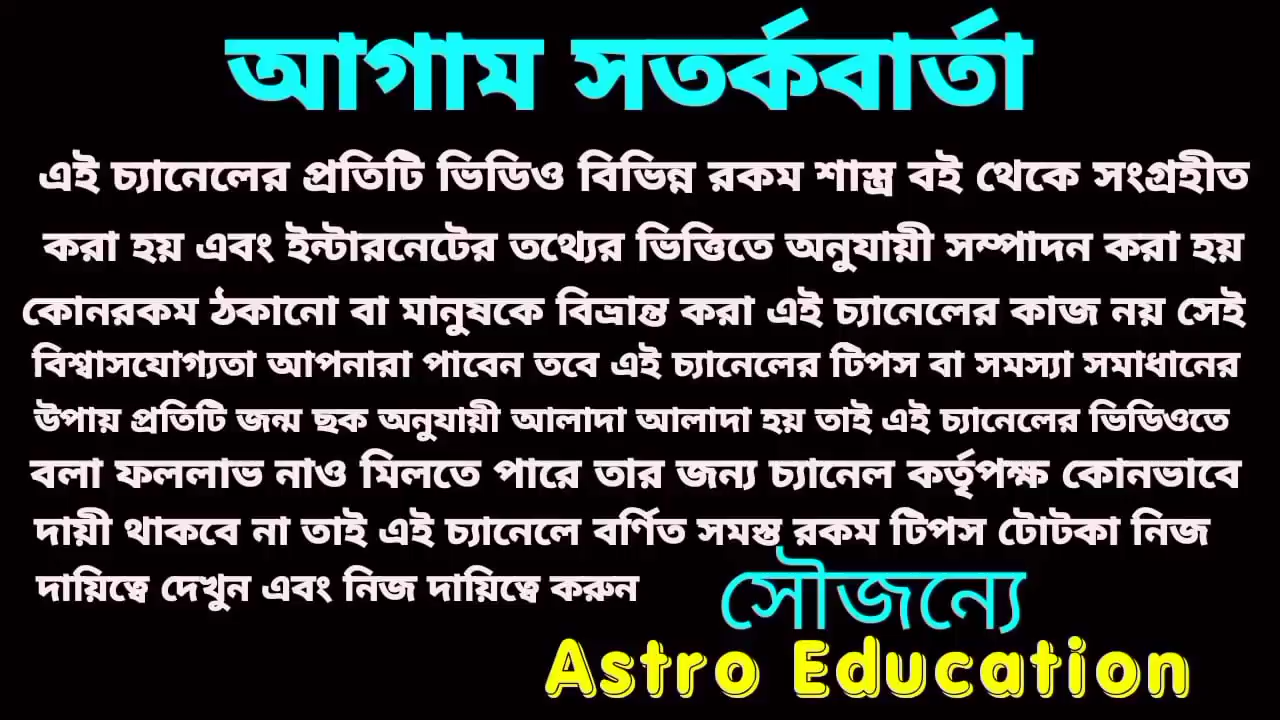 আগাম সতর্কবার্তা
এই চ্যানেলের প্রতিটি ভিডিও বিভিন্ন রকম শাস্ত্র বই থেকে সংগ্রহীত
করা হয় এবং ইন্টারনেটের তথ্যের ভিত্তিতে অনুযায়ী সম্পাদন করা হয়
কোনরকম ঠকানো বা মানুষকে বিভ্রান্ত করা এই চ্যানেলের কাজ নয় সেই
বিশ্বাসযোগ্যতা আপনারা পাবেন তবে এই চ্যানেলের টিপস বা সমস্যা সমাধানের
উপায় প্রতিটি জন্ম ছক অনুযায়ী আলাদা আলাদা হয় তাই এই চ্যানেলের ভিডিওতে
বলা ফললাভ নাও মিলতে পারে তার জন্য চ্যানেল কর্তৃপক্ষ কোনভাবে
দায়ী থাকবে না তাই এই চ্যানেলে বর্ণিত সমস্ত রকম টিপস টোটকা নিজ
দায়িত্বে দেখুন এবং নিজ দায়িত্বে করুন
সৌজন্যে
Astro Education